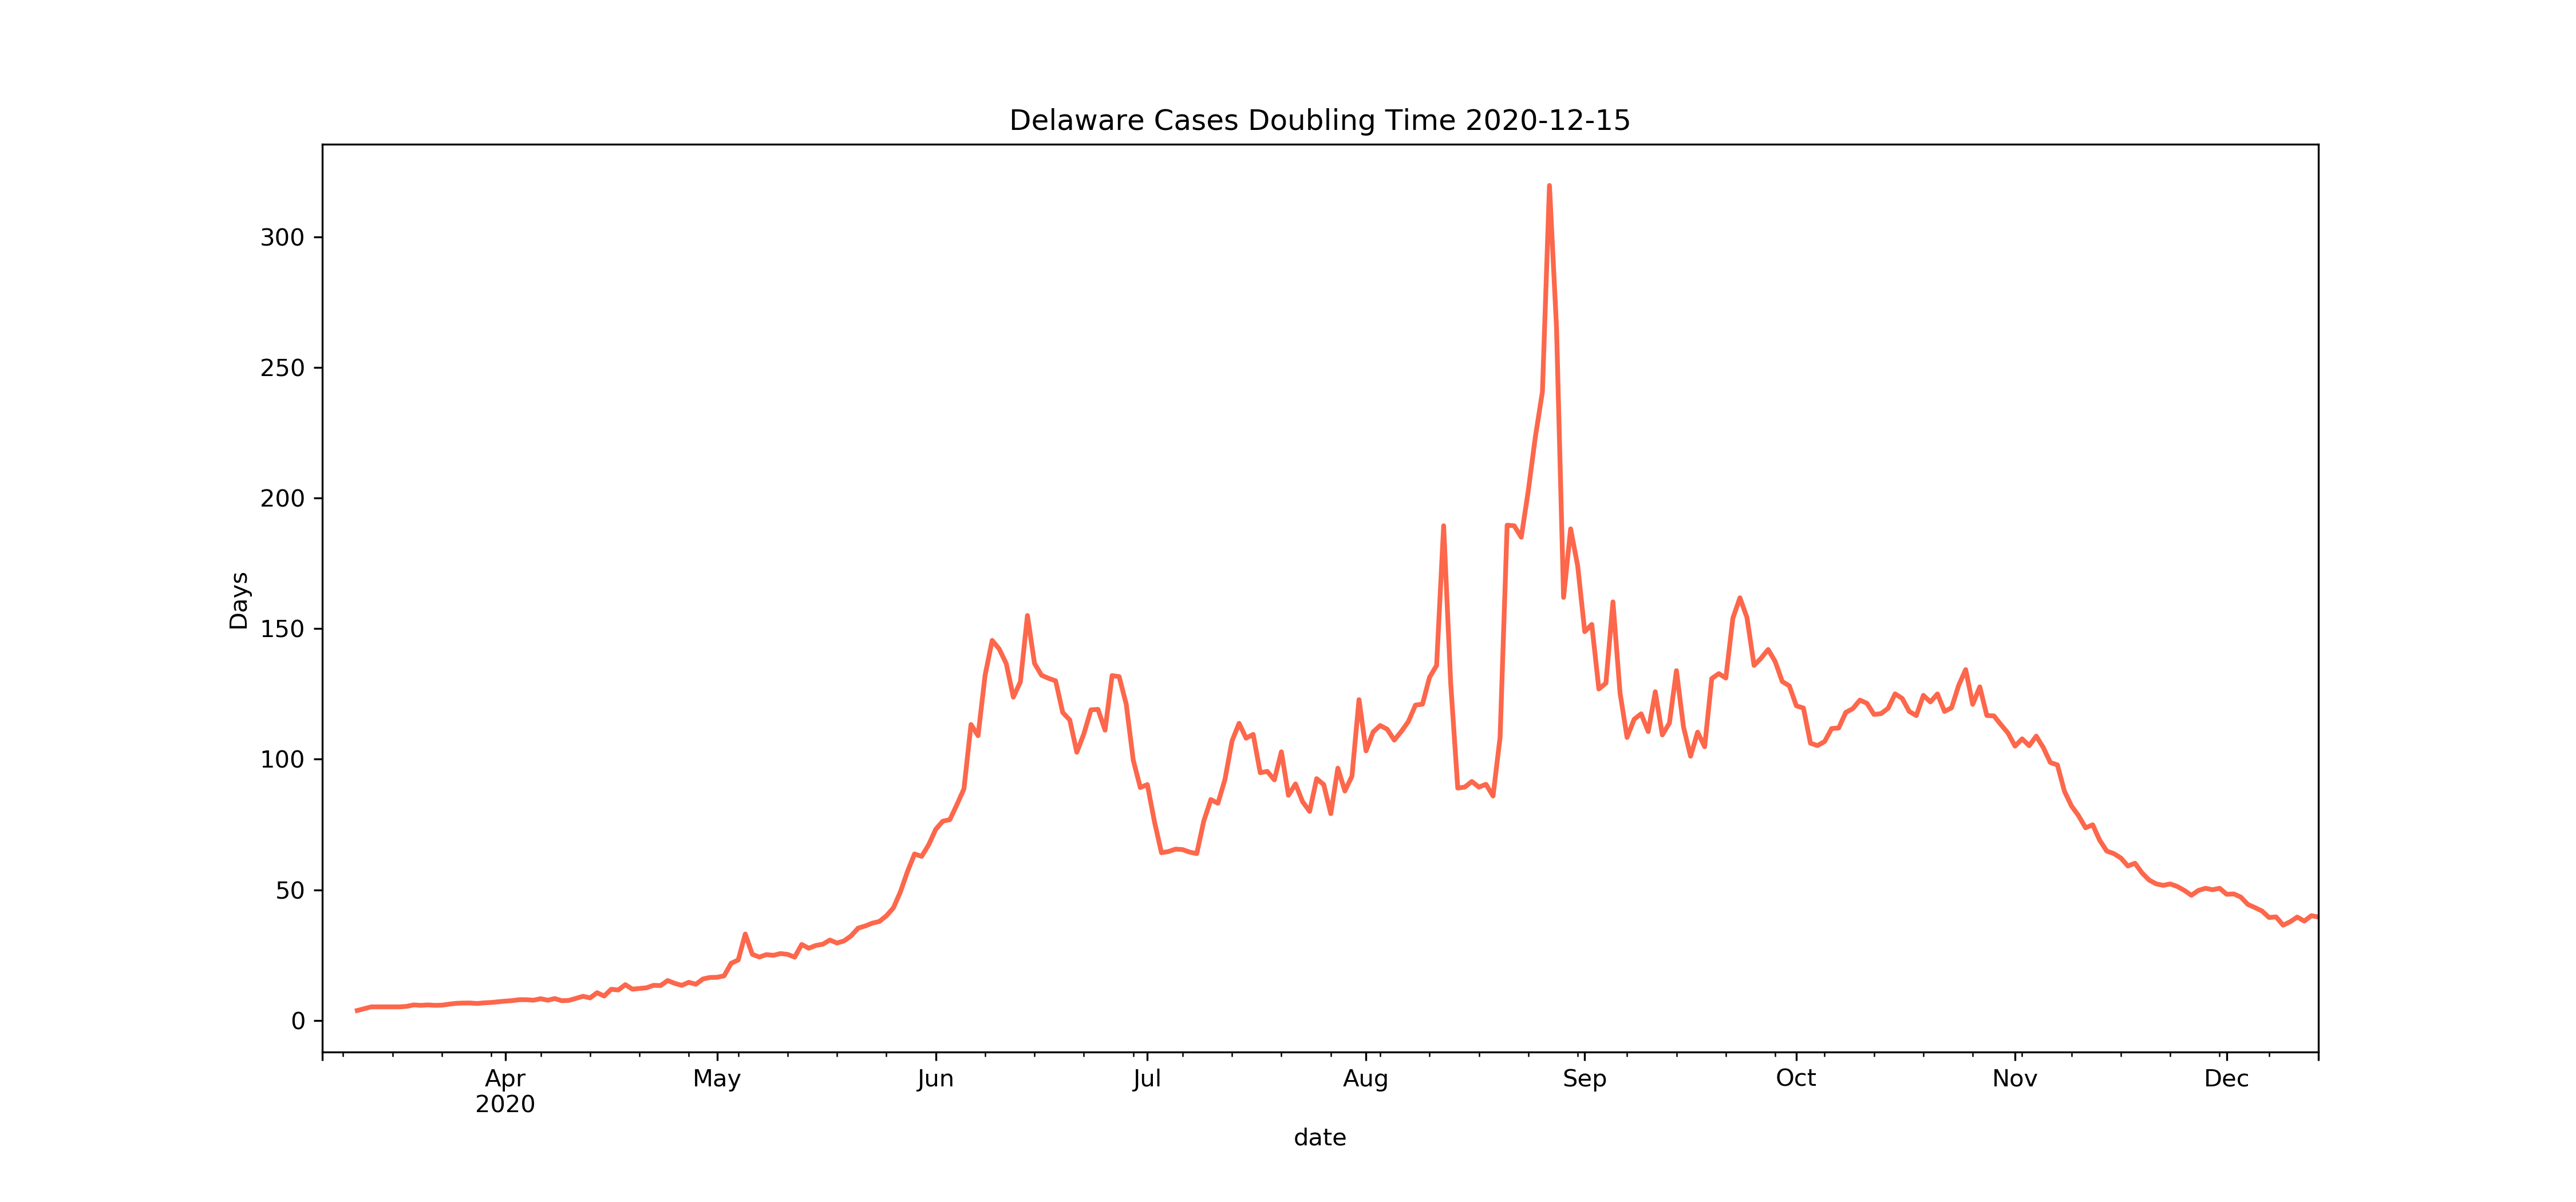 Delaware Cases Doubling Time 2020-12-15
Days
300
250
200
150
100
50
0
Apr
2020
May
Jun
Jul
Aug
Sep
Oct
Nov
Dec
date